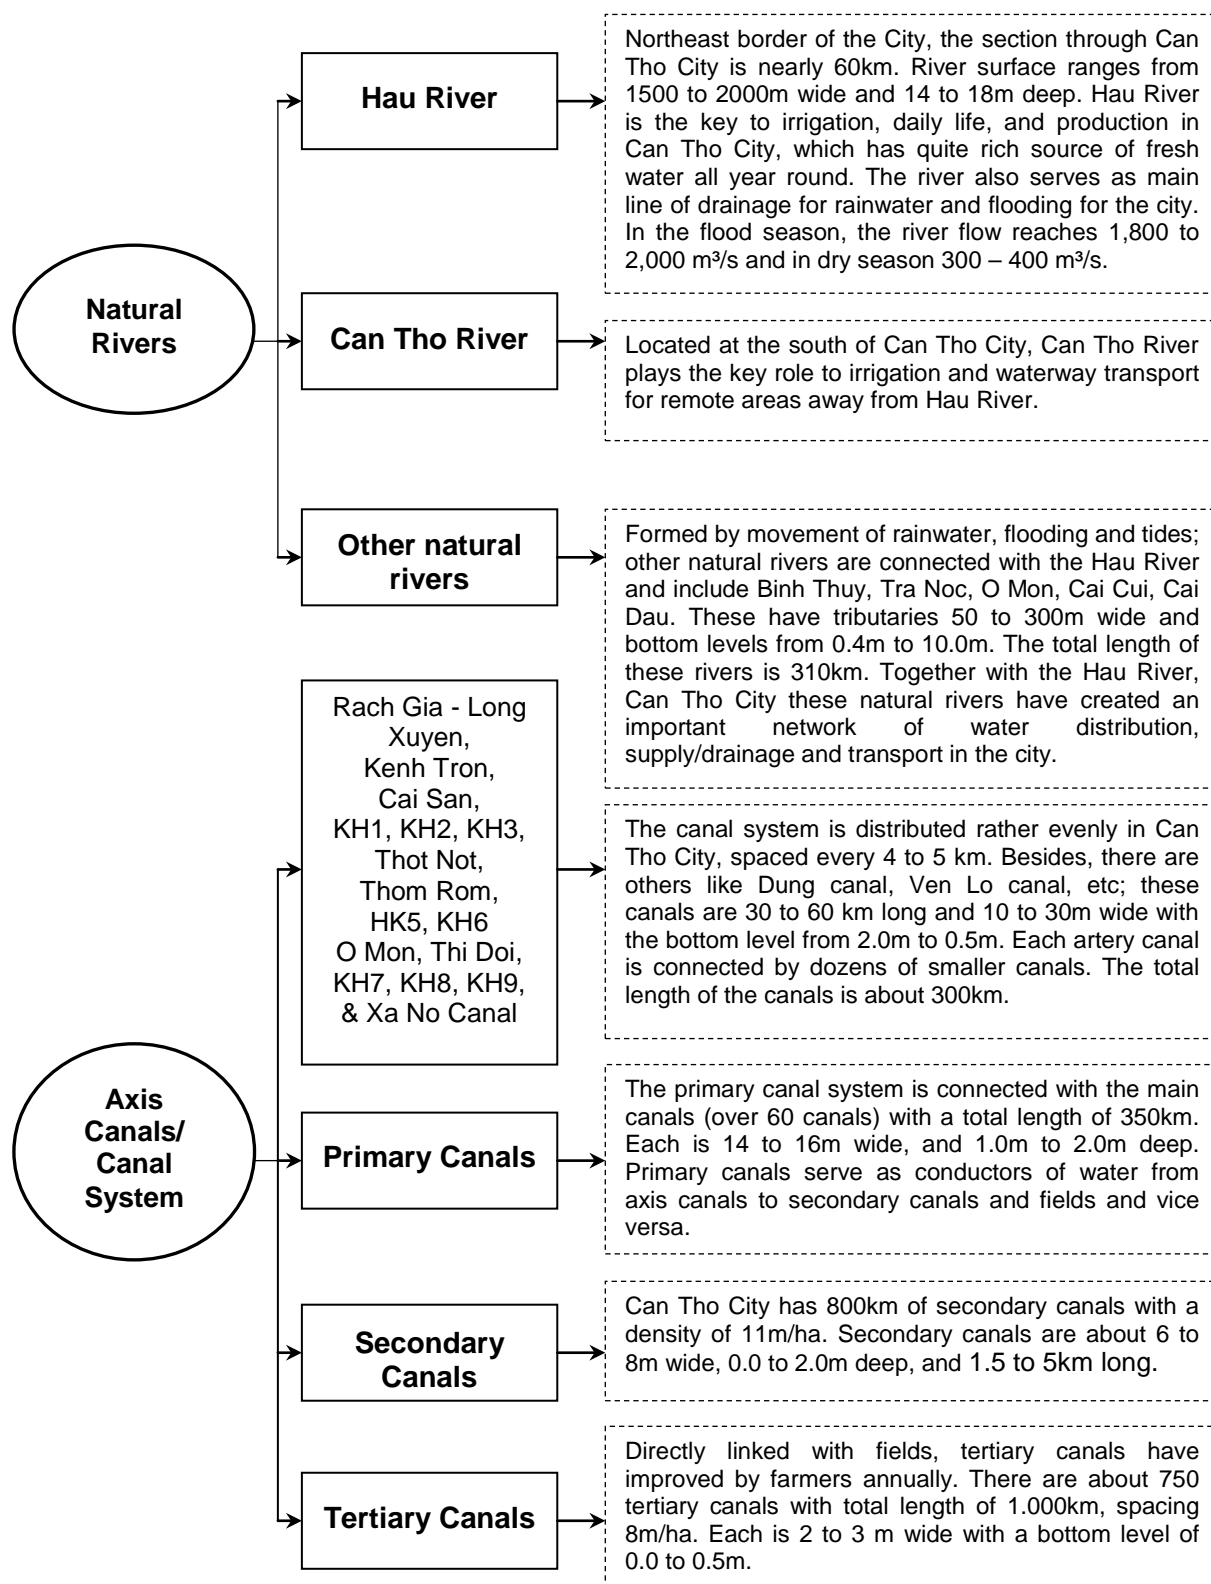 Natural
Rivers
Hau River
Northeast border of the City, the section through Can
Tho City is nearly 60km. River surface ranges from
1500 to 2000m wide and 14 to 18m deep. Hau River
is the key to irrigation, daily life, and production in
Can Tho City, which has quite rich source of fresh
water all year round. The river also serves as main
line of drainage for rainwater and flooding for the city.
In the flood season, the river flow reaches 1,800 to
2,000 m³/s and in dry season 300 – 400 m³/s.
Can Tho River
Located at the south of Can Tho City, Can Tho River
plays the key role to irrigation and waterway transport
for remote areas away from Hau River.
Other natural
rivers
Formed by movement of rainwater, flooding and tides;
other natural rivers are connected with the Hau River
and include Binh Thuy, Tra Noc, O Mon, Cai Cui, Cai
Dau. These have tributaries 50 to 300m wide and
bottom levels from 0.4m to 10.0m. The total length of
these rivers is 310km. Together with the Hau River,
Can Tho City these natural rivers have created an
important network of water distribution,
supply/drainage and transport in the city.
Axis
Canals/
Canal
System
Rach Gia - Long
Xuyen,
Kenh Tron,
Cai San,
KH1, KH2, KH3,
Thot Not,
Thom Rom,
HK5, KH6
O Mon, Thi Doi,
KH7, KH8, KH9,
& Xa No Canal
The canal system is distributed rather evenly in Can
Tho City, spaced every 4 to 5 km. Besides, there are
others like Dung canal, Ven Lo canal, etc; these
canals are 30 to 60 km long and 10 to 30m wide with
the bottom level from 2.0m to 0.5m. Each artery canal
is connected by dozens of smaller canals. The total
length of the canals is about 300km.
Primary Canals
The primary canal system is connected with the main
canals (over 60 canals) with a total length of 350km.
Each is 14 to 16m wide, and 1.0m to 2.0m deep.
Primary canals serve as conductors of water from
axis canals to secondary canals and fields and vice
versa.
Secondary
Canals
Can Tho City has 800km of secondary canals with a
density of 11m/ha. Secondary canals are about 6 to
8m wide, 0.0 to 2.0m deep, and 1.5 to 5km long.
Tertiary Canals
Directly linked with fields, tertiary canals have
improved by farmers annually. There are about 750
tertiary canals with total length of 1.000km, spacing
8m/ha. Each is 2 to 3 m wide with a bottom level of
0.0 to 0.5m.